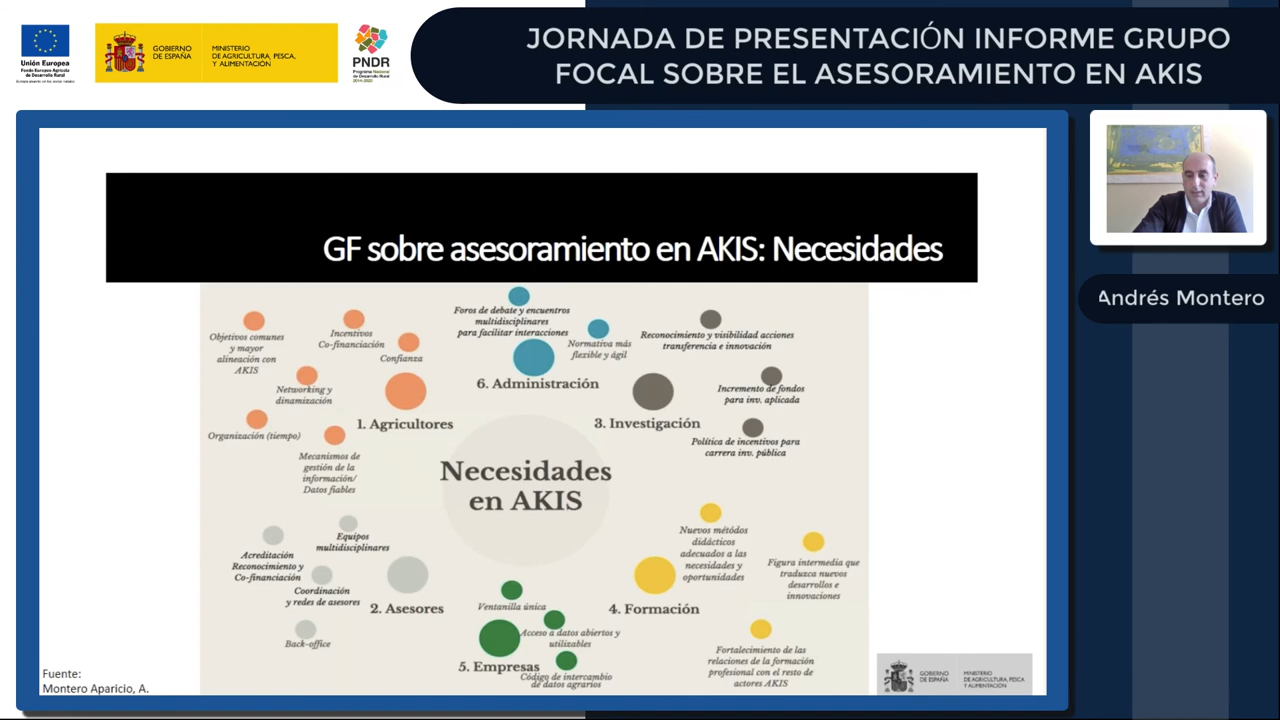 Unión Europea
Fondo Europeo Agrícola
de Desarrollo Rural
GOBIERNO
DE ESPAÑA
MINISTERIO
DE AGRICULTURA, PESCA,
Y ALIMENTACIÓN
PNDR
Programa Nacional
de Desarrollo Rural
2014-2020
JORNADA DE PRESENTACIÓN INFORME GRUPO
FOCAL SOBRE EL ASESORAMIENTO EN AKIS
GF sobre asesoramiento en AKIS: Necesidades
Objetivos comunes
y mayor
alineación con
AKIS
Incentivos
Co-financiación
Confianza
Networking y
dinamización
Organización (tiempo)
Mecanismos de
gestión de la
información/
Datos fiables
1. Agricultores
Foros de debate y encuentros
multidisciplinares
para facilitar interacciones
Normativa más
flexible y ágil
6. Administración
Reconocimiento y visibilidad acciones
transferencia e innovación
Incremento de fondos
para inv. aplicada
3. Investigación
Política de incentivos para
carrera inv. pública
Necesidades
en AKIS
Equipos
multidisciplinares
Acreditación
Reconocimiento y
Co-financiación
Coordinación
y redes de asesores
2. Asesores
Back-office
Ventanilla única
Acceso a datos abiertos y
utilizables
5. Empresas
Código de intercambio
de datos agrarios
Nuevos métodos
didácticos
adecuados a las
necesidades y
oportunidades
Figura intermedia que
traduzca nuevos
desarrollos e
innovaciones
4. Formación
Fortalecimiento de las
relaciones de la formación
profesional con el resto de
actores AKIS
Fuente:
Montero Aparicio, A.
GOBIERNO
DE ESPAÑA
MINISTERIO
DE AGRICULTURA, PESCA
Y ALIMENTACIÓN
Andrés Montero